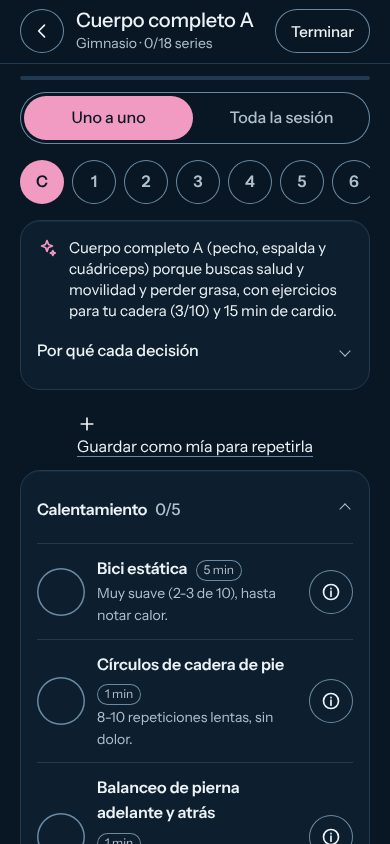 Cuerpo completo A
Gimnasio · 0/18 series
Terminar
Uno a uno
Toda la sesión
C 1 2 3 4 5 6
Cuerpo completo A (pecho, espalda y
cuádriceps) porque buscas salud y
movilidad y perder grasa, con ejercicios
para tu cadera (3/10) y 15 min de cardio.
Por qué cada decisión
Guardar como mía para repetirla
Calentamiento 0/5
Bici estática 5 min
Muy suave (2-3 de 10), hasta
notar calor.
Círculos de cadera de pie
1 min
8-10 repeticiones lentas, sin
dolor.
Balanceo de pierna
adelante y atrás
1 min